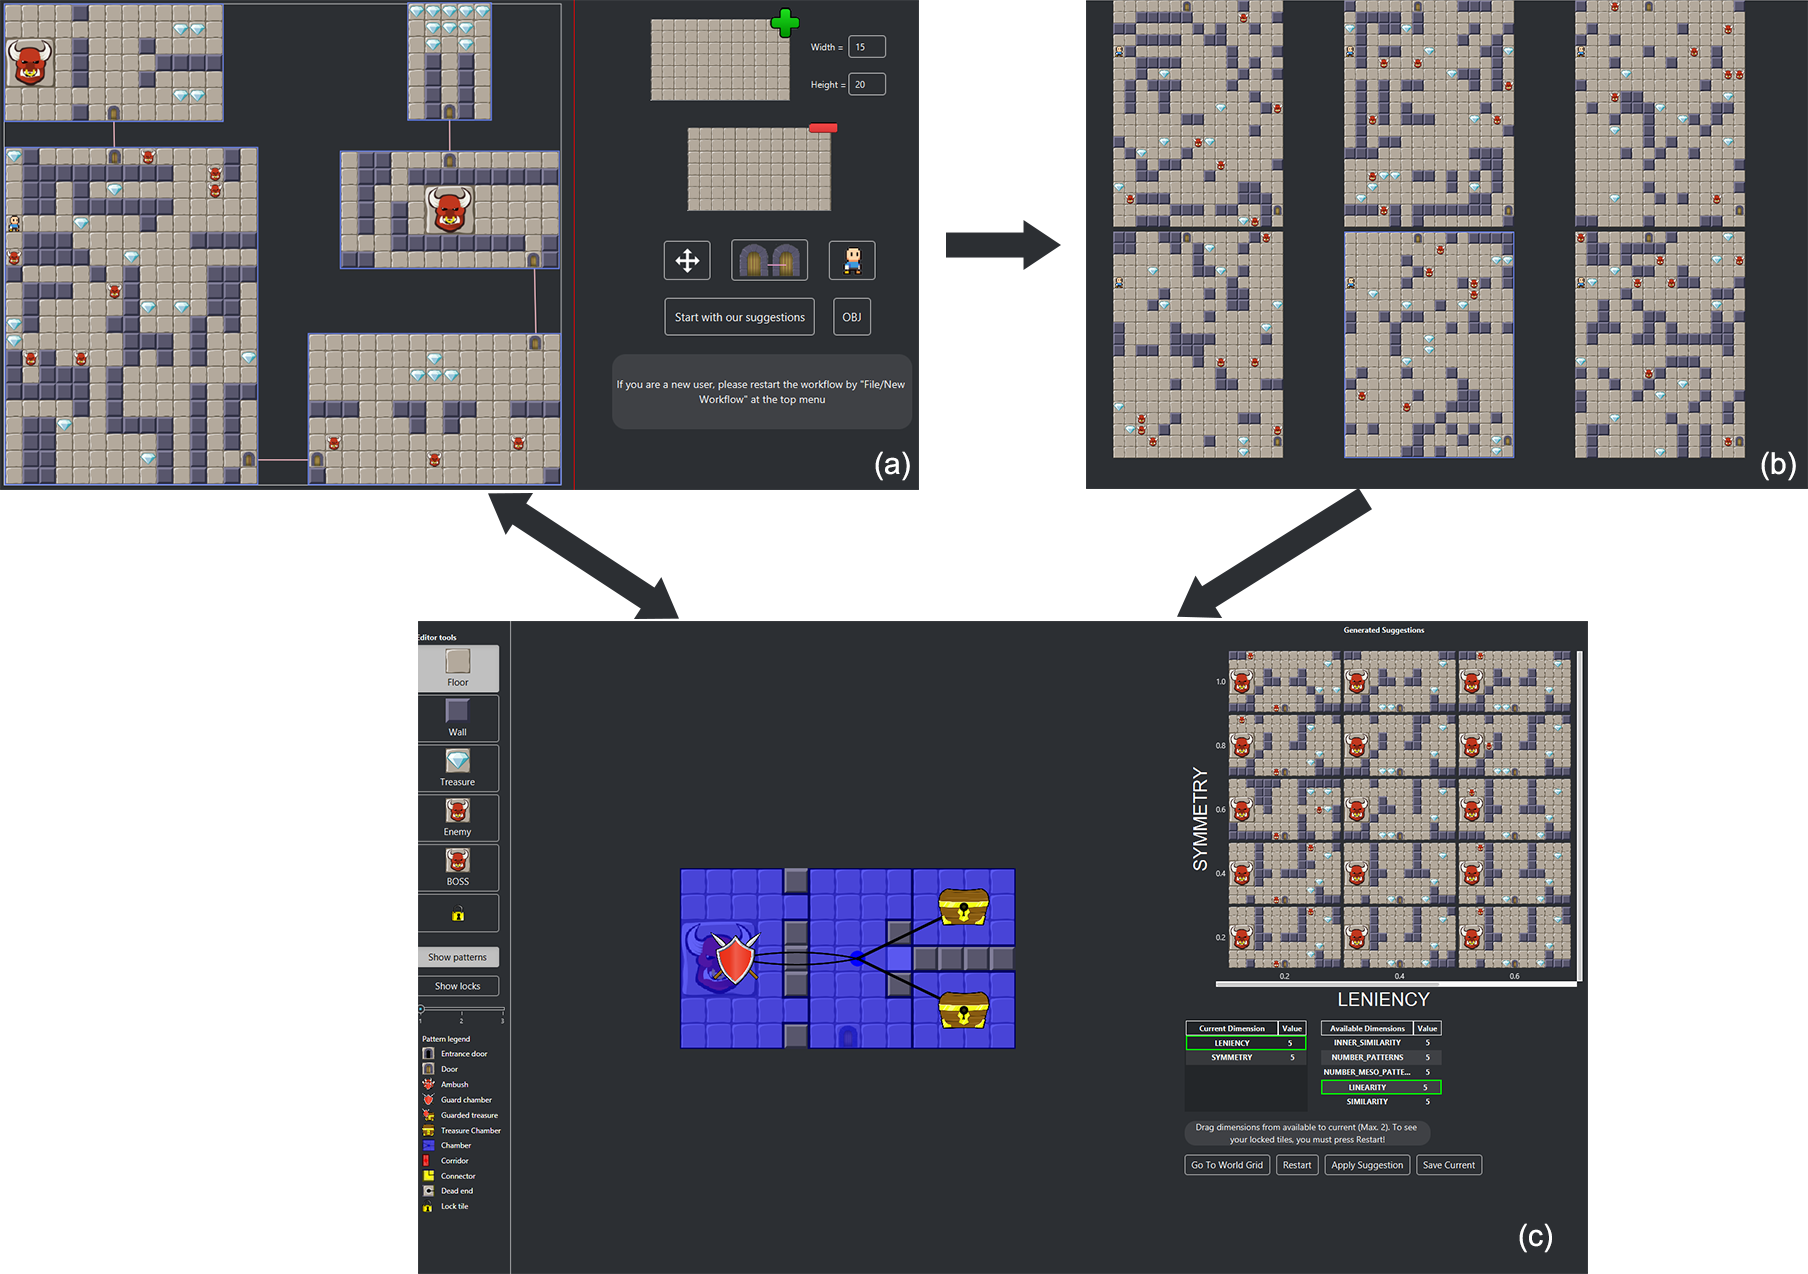 Width = 15
Height = 20
Start with our suggestions
OBJ
If you are a new user, please restart the workflow by "File/New
Workflow" at the top menu
(a)
(b)
Editor tools
Floor
Wall
Treasure
Enemy
BOSS
Show patterns
Show locks
1 2 3
Pattern legend
Entrance door
Door
Ambush
Guard chamber
Guarded treasure
Treasure Chamber
Chamber
Corridor
Connector
Dead end
Lock tile
Generated Suggestions
SYMMETRY
1.0
0.8
0.6
0.4
0.2
0.2 0.4 0.6
LENIENCY
Current Dimension Value
LENIENCY 5
SYMMETRY 5
Available Dimensions Value
INNER_SIMILARITY 5
NUMBER_PATTERNS 5
NUMBER_MESO_PATTE... 5
LINEARITY 5
SIMILARITY 5
Drag dimensions from available to current (Max. 2). To see
your locked tiles, you must press Restart!
Go To World Grid
Restart
Apply Suggestion
Save Current
(c)